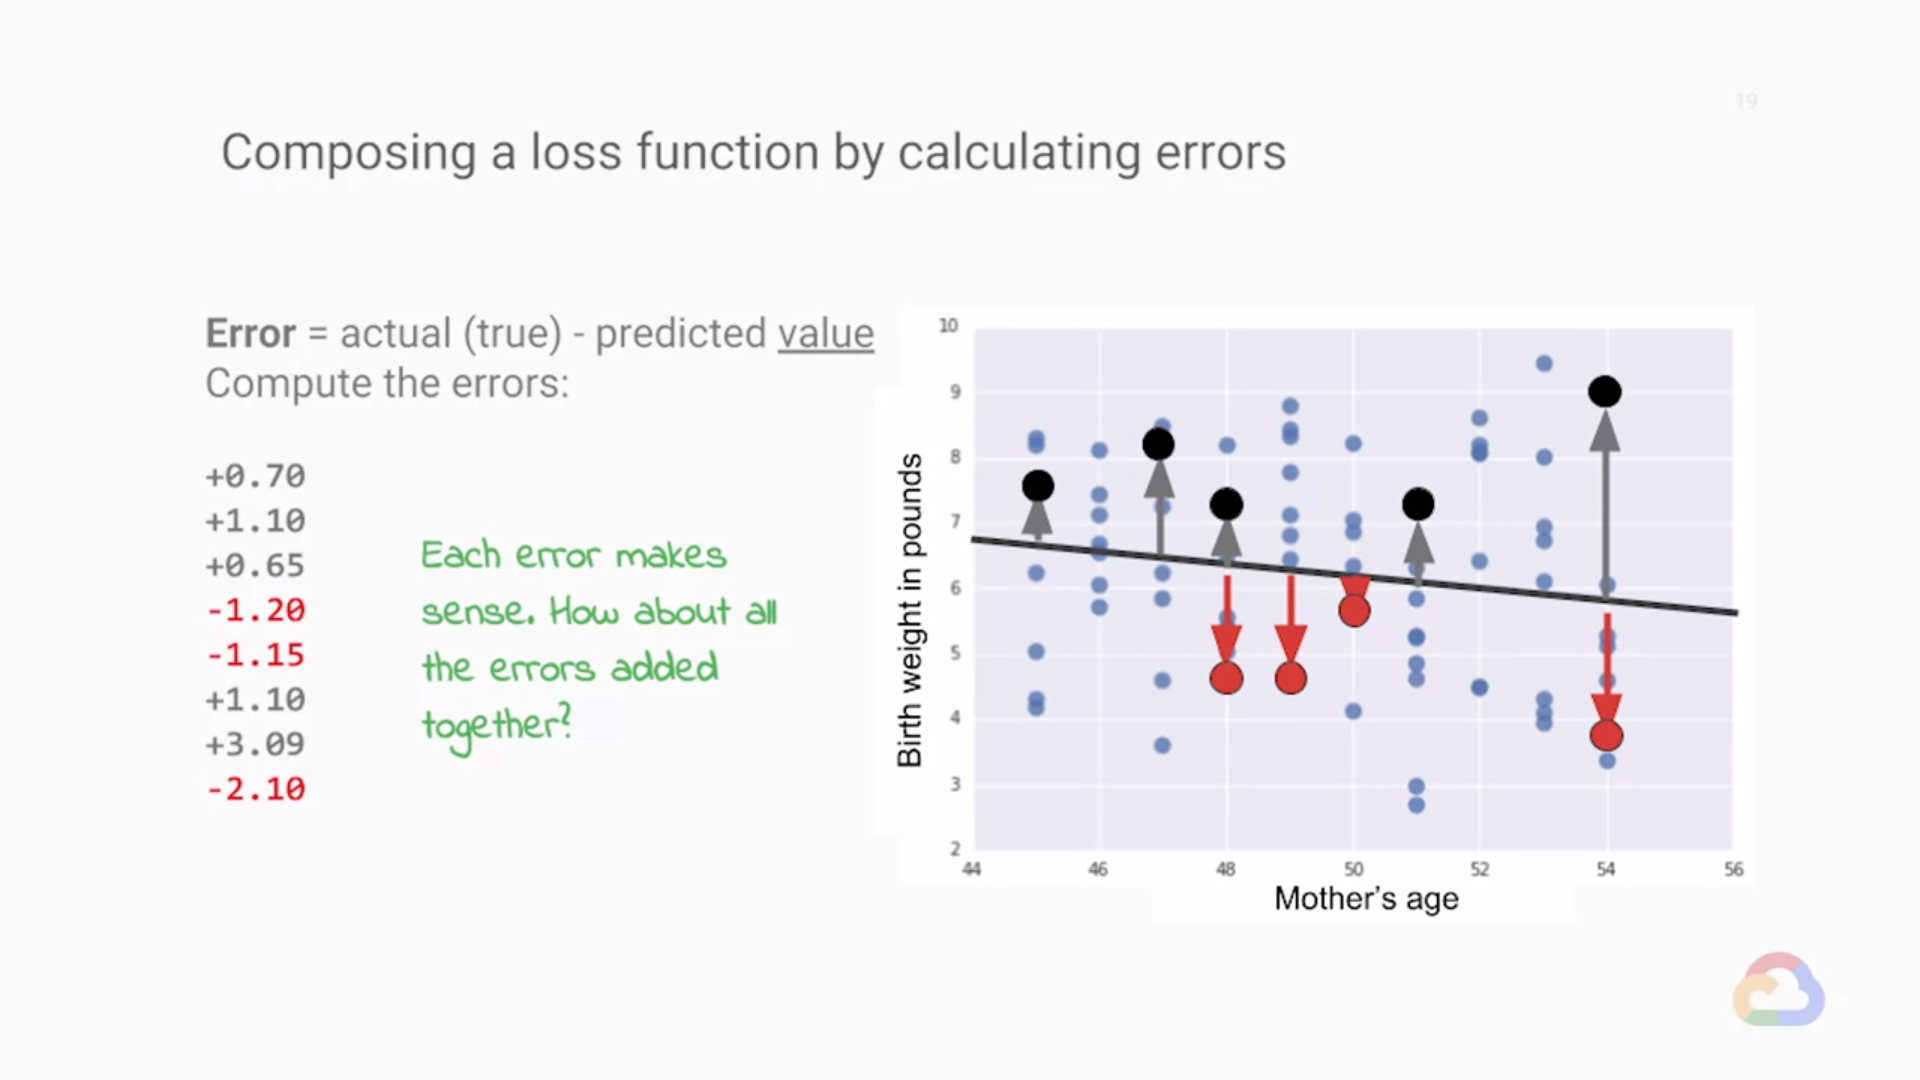 19
Composing a loss function by calculating errors
Error = actual (true) - predicted value
Compute the errors:
+0.70
+1.10
+0.65
-1.20
-1.15
+1.10
+3.09
-2.10
Each error makes
sense. How about all
the errors added
together?
Birth weight in pounds
10
9
8
7
6
5
4
3
2
44 46 48 50 52 54 56
Mother's age